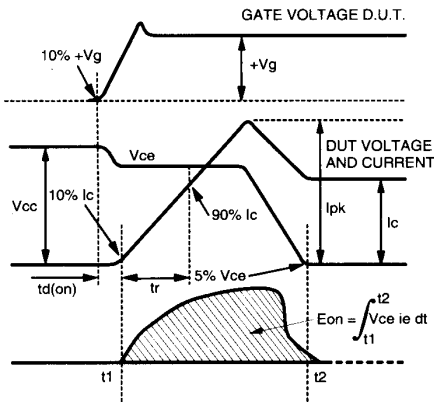 GATE VOLTAGE D.U.T.
10% +Vg
+Vg
Vce
DUT VOLTAGE
AND CURRENT
Vcc
10% Ic
90% Ic
Ipk
Ic
td(on)
tr
5% Vce
Eon = ∫ t2 t1 Vce ie dt
t1
t2